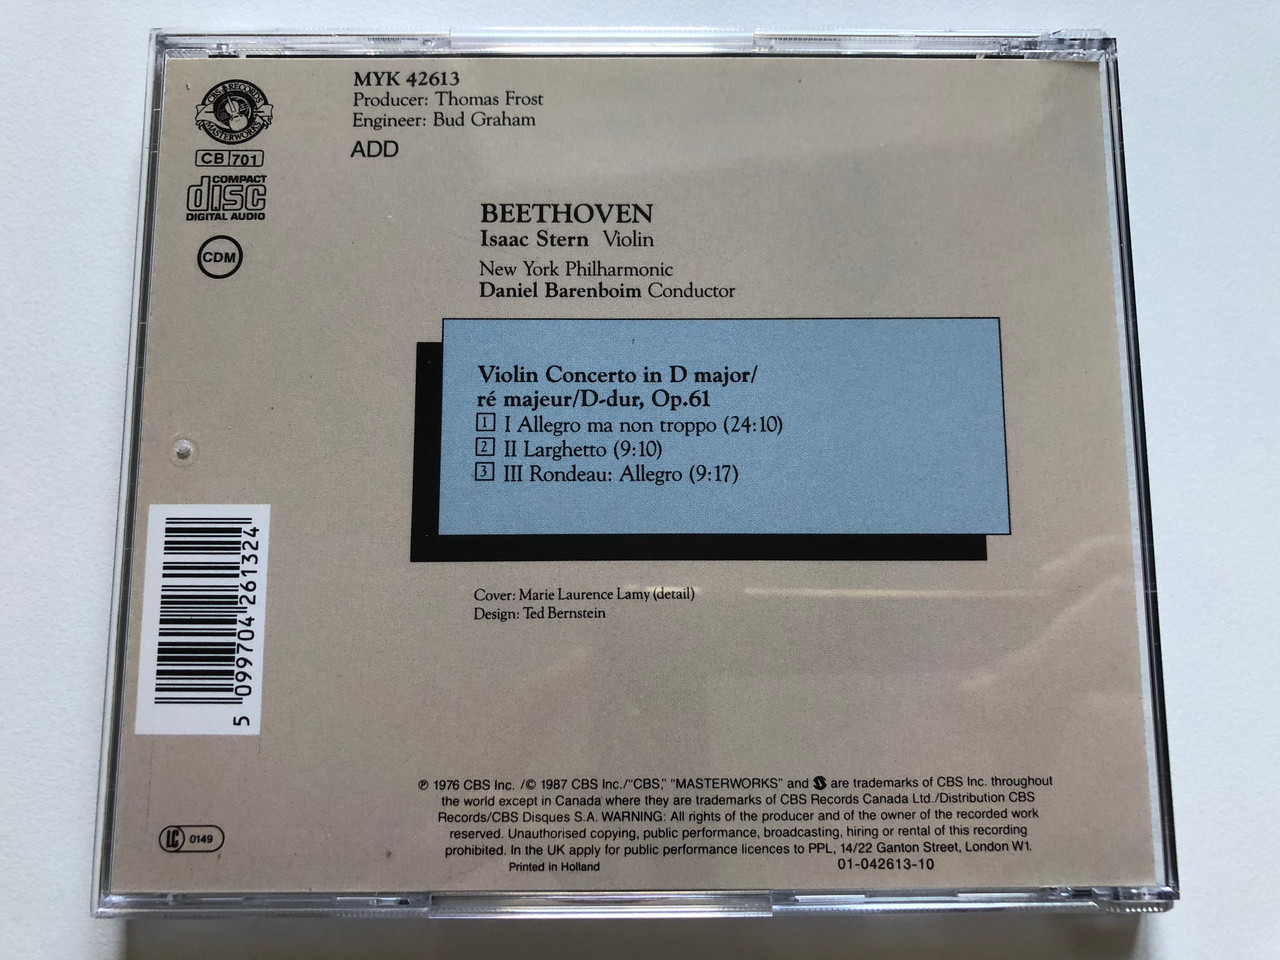 CBS RECORDS
MASTERWORKS
CB 701
COMPACT
disc
DIGITAL AUDIO
CDM
MYK 42613
Producer: Thomas Frost
Engineer: Bud Graham
ADD
BEETHOVEN
Isaac Stern Violin
New York Philharmonic
Daniel Barenboim Conductor
Violin Concerto in D major/
ré majeur/D-dur, Op.61
1 I Allegro ma non troppo (24:10)
2 II Larghetto (9:10)
3 III Rondeau: Allegro (9:17)
Cover: Marie Laurence Lamy (detail)
Design: Ted Bernstein
5 099704 261324
℗ 1976 CBS Inc. /© 1987 CBS Inc./"CBS," "MASTERWORKS" and are trademarks of CBS Inc. throughout
the world except in Canada where they are trademarks of CBS Records Canada Ltd./Distribution CBS
Records/CBS Disques S.A. WARNING: All rights of the producer and of the owner of the recorded work
reserved. Unauthorised copying, public performance, broadcasting, hiring or rental of this recording
prohibited. In the UK apply for public performance licences to PPL, 14/22 Ganton Street, London W1.
Printed in Holland 01-042613-10
LC 0149